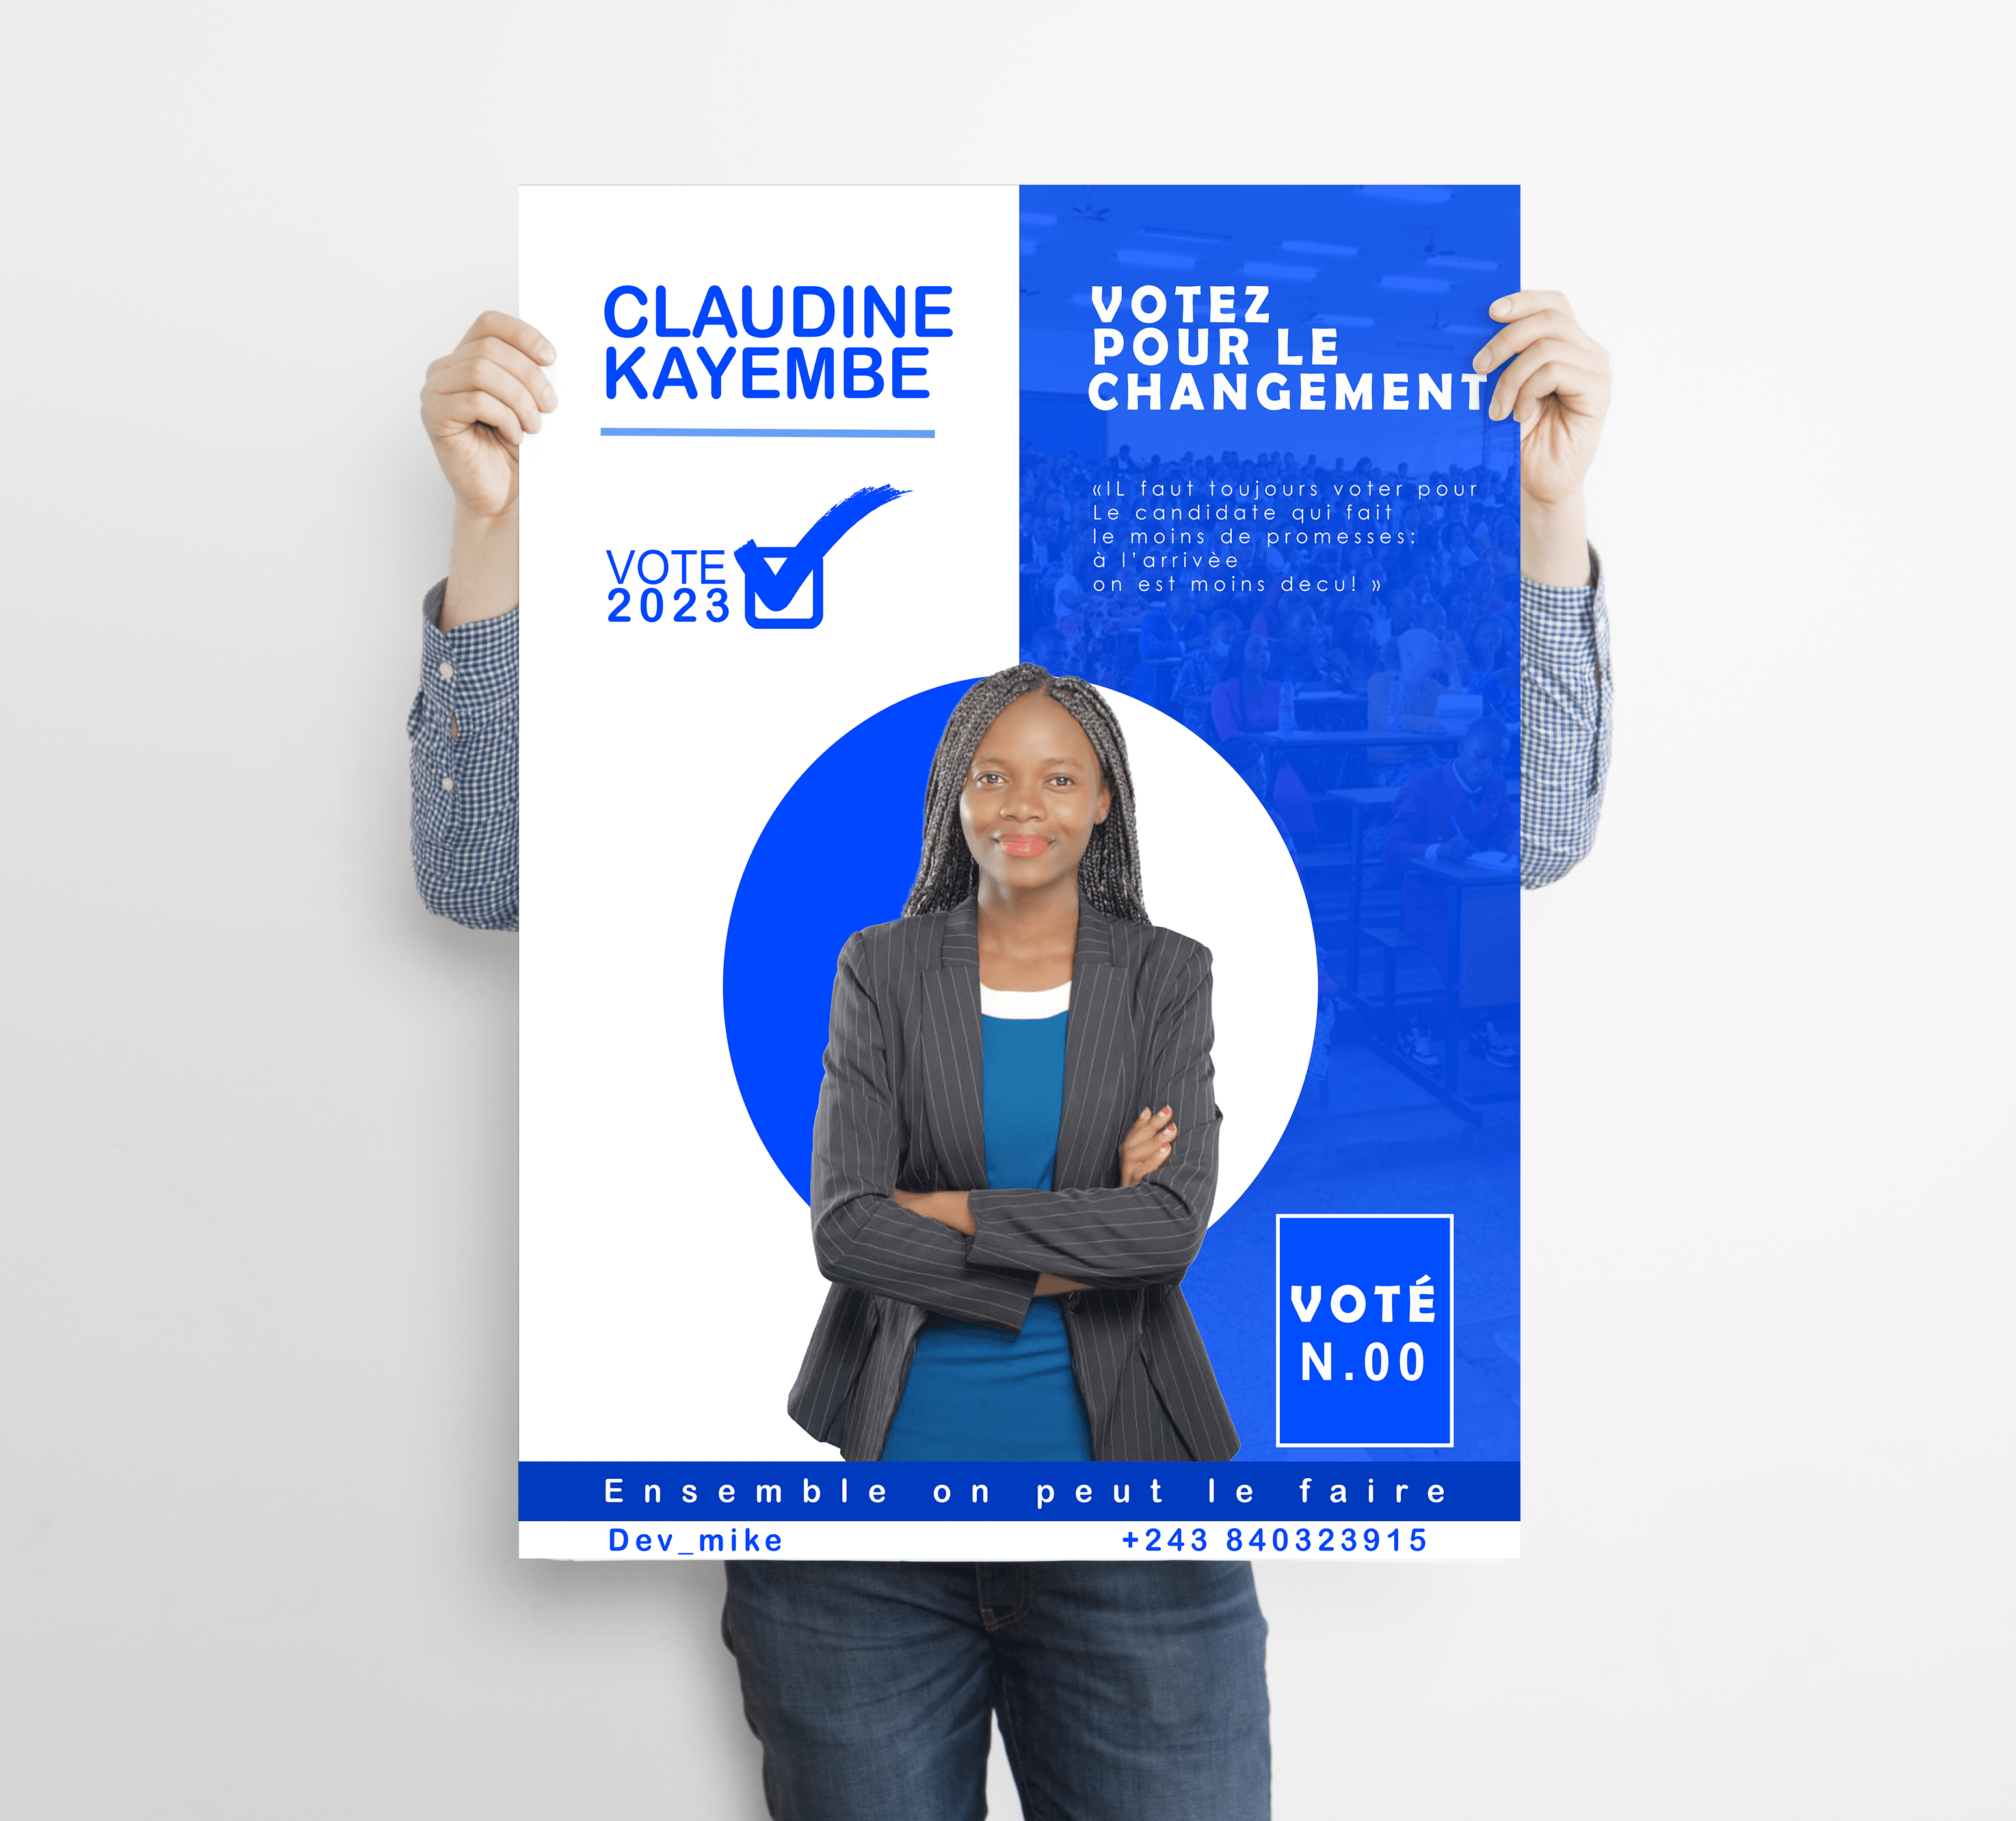 CLAUDINE
KAYEMBE
VOTE
2023
VOTEZ
POUR LE
CHANGEMENT
«IL faut toujours voter pour
Le candidate qui fait
le moins de promesses:
à l'arrivèe
on est moins decu! »
VOTÉ
N.00
Ensemble on peut le faire
Dev_mike
+243 840323915